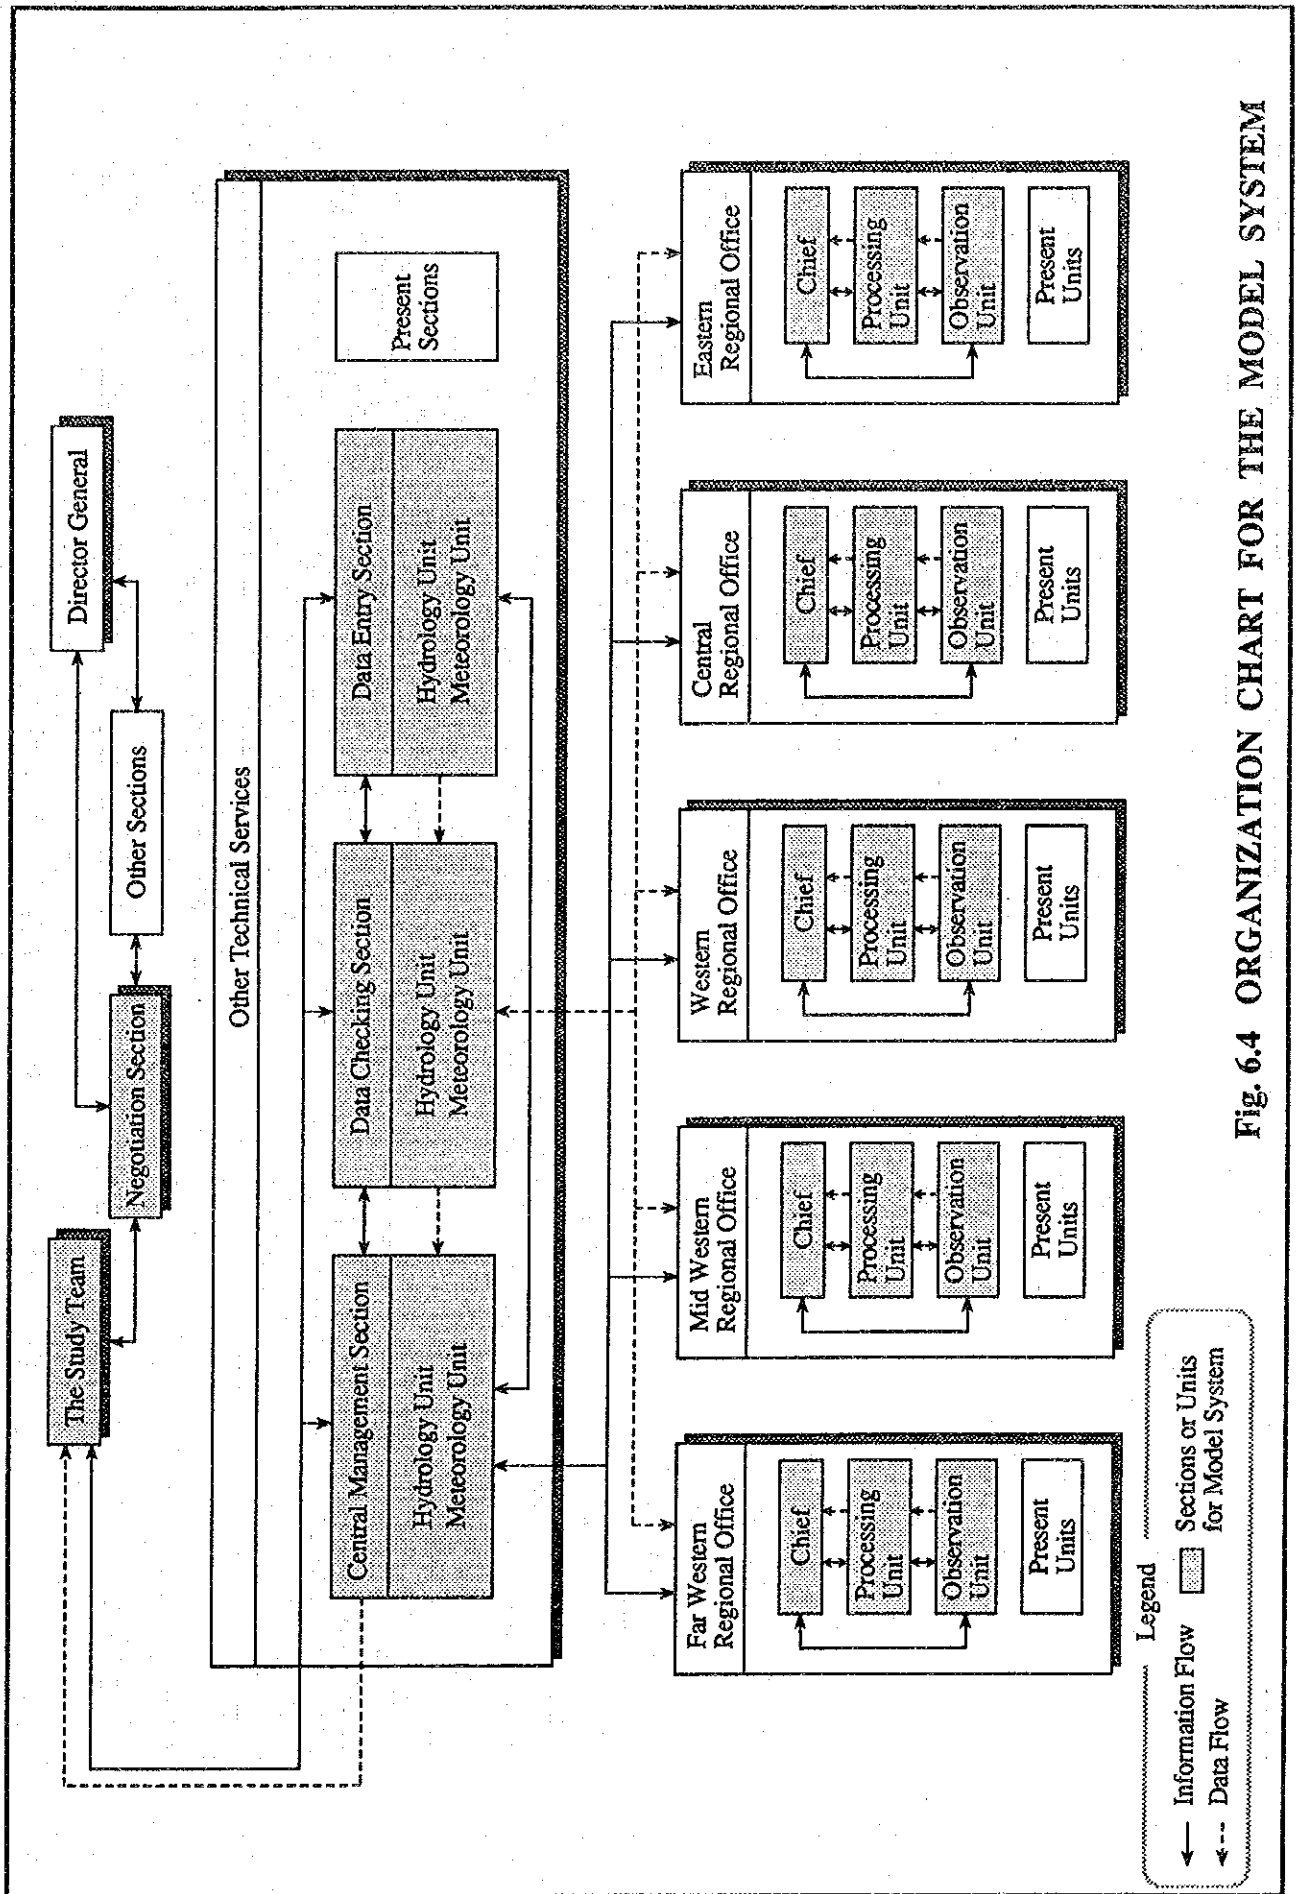 The Study Team
Negotiation Section
Other Sections
Director General
Other Technical Services
Central Management Section
Hydrology Unit
Meteorology Unit
Data Checking Section
Hydrology Unit
Meteorology Unit
Data Entry Section
Hydrology Unit
Meteorology Unit
Present
Sections
Far Western
Regional Office
Chief
Processing
Unit
Observation
Unit
Present
Units
Mid Western
Regional Office
Chief
Processing
Unit
Observation
Unit
Present
Units
Western
Regional Office
Chief
Processing
Unit
Observation
Unit
Present
Units
Central
Regional Office
Chief
Processing
Unit
Observation
Unit
Present
Units
Eastern
Regional Office
Chief
Processing
Unit
Observation
Unit
Present
Units
Legend
Information Flow
Data Flow
Sections or Units
for Model System
Fig. 6.4 ORGANIZATION CHART FOR THE MODEL SYSTEM